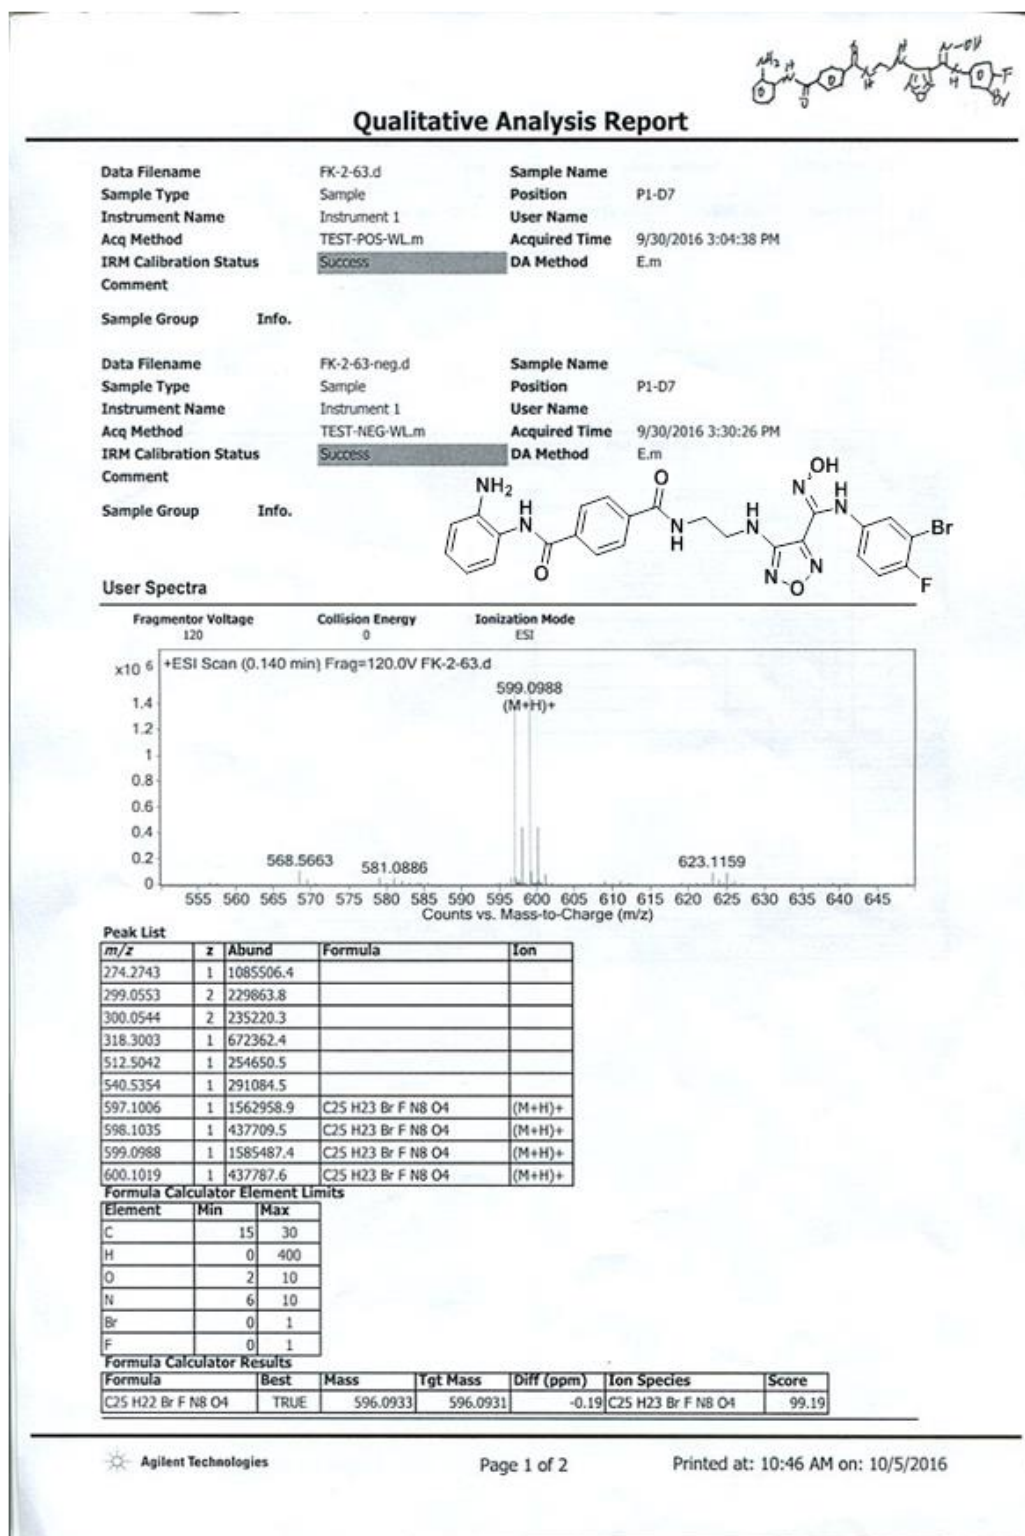 NH2 H O N-OH
N N H F
O H Br
Qualitative Analysis Report
Data Filename FK-2-63.d Sample Name
Sample Type Sample Position P1-D7
Instrument Name Instrument 1 User Name
Acq Method TEST-POS-WL.m Acquired Time 9/30/2016 3:04:38 PM
IRM Calibration Status Success DA Method E.m
Comment
Sample Group Info.
Data Filename FK-2-63-neg.d Sample Name
Sample Type Sample Position P1-D7
Instrument Name Instrument 1 User Name
Acq Method TEST-NEG-WL.m Acquired Time 9/30/2016 3:30:26 PM
IRM Calibration Status Success DA Method E.m
Comment
Sample Group Info.
NH2 H N O O N H H N N OH H N Br F N O N
User Spectra
Fragmentor Voltage Collision Energy Ionization Mode
120 0 ESI
x10 6 +ESI Scan (0.140 min) Frag=120.0V FK-2-63.d
599.0988
(M+H)+
1.4
1.2
1
0.8
0.6
0.4
0.2 568.5663 581.0886 623.1159
0
555 560 565 570 575 580 585 590 595 600 605 610 615 620 625 630 635 640 645
Counts vs. Mass-to-Charge (m/z)
Peak List
m/z z Abund Formula Ion
274.2743 1 1085506.4
299.0553 2 229863.8
300.0544 2 235220.3
318.3003 1 672362.4
512.5042 1 254650.5
540.5354 1 291084.5
597.1006 1 1562958.9 C25 H23 Br F N8 O4 (M+H)+
598.1035 1 437709.5 C25 H23 Br F N8 O4 (M+H)+
599.0988 1 1585487.4 C25 H23 Br F N8 O4 (M+H)+
600.1019 1 437787.6 C25 H23 Br F N8 O4 (M+H)+
Formula Calculator Element Limits
Element Min Max
C 15 30
H 0 400
O 2 10
N 6 10
Br 0 1
F 0 1
Formula Calculator Results
Formula Best Mass Tgt Mass Diff (ppm) Ion Species Score
C25 H22 Br F N8 O4 TRUE 596.0933 596.0931 -0.19 C25 H23 Br F N8 O4 99.19
Agilent Technologies Page 1 of 2 Printed at: 10:46 AM on: 10/5/2016